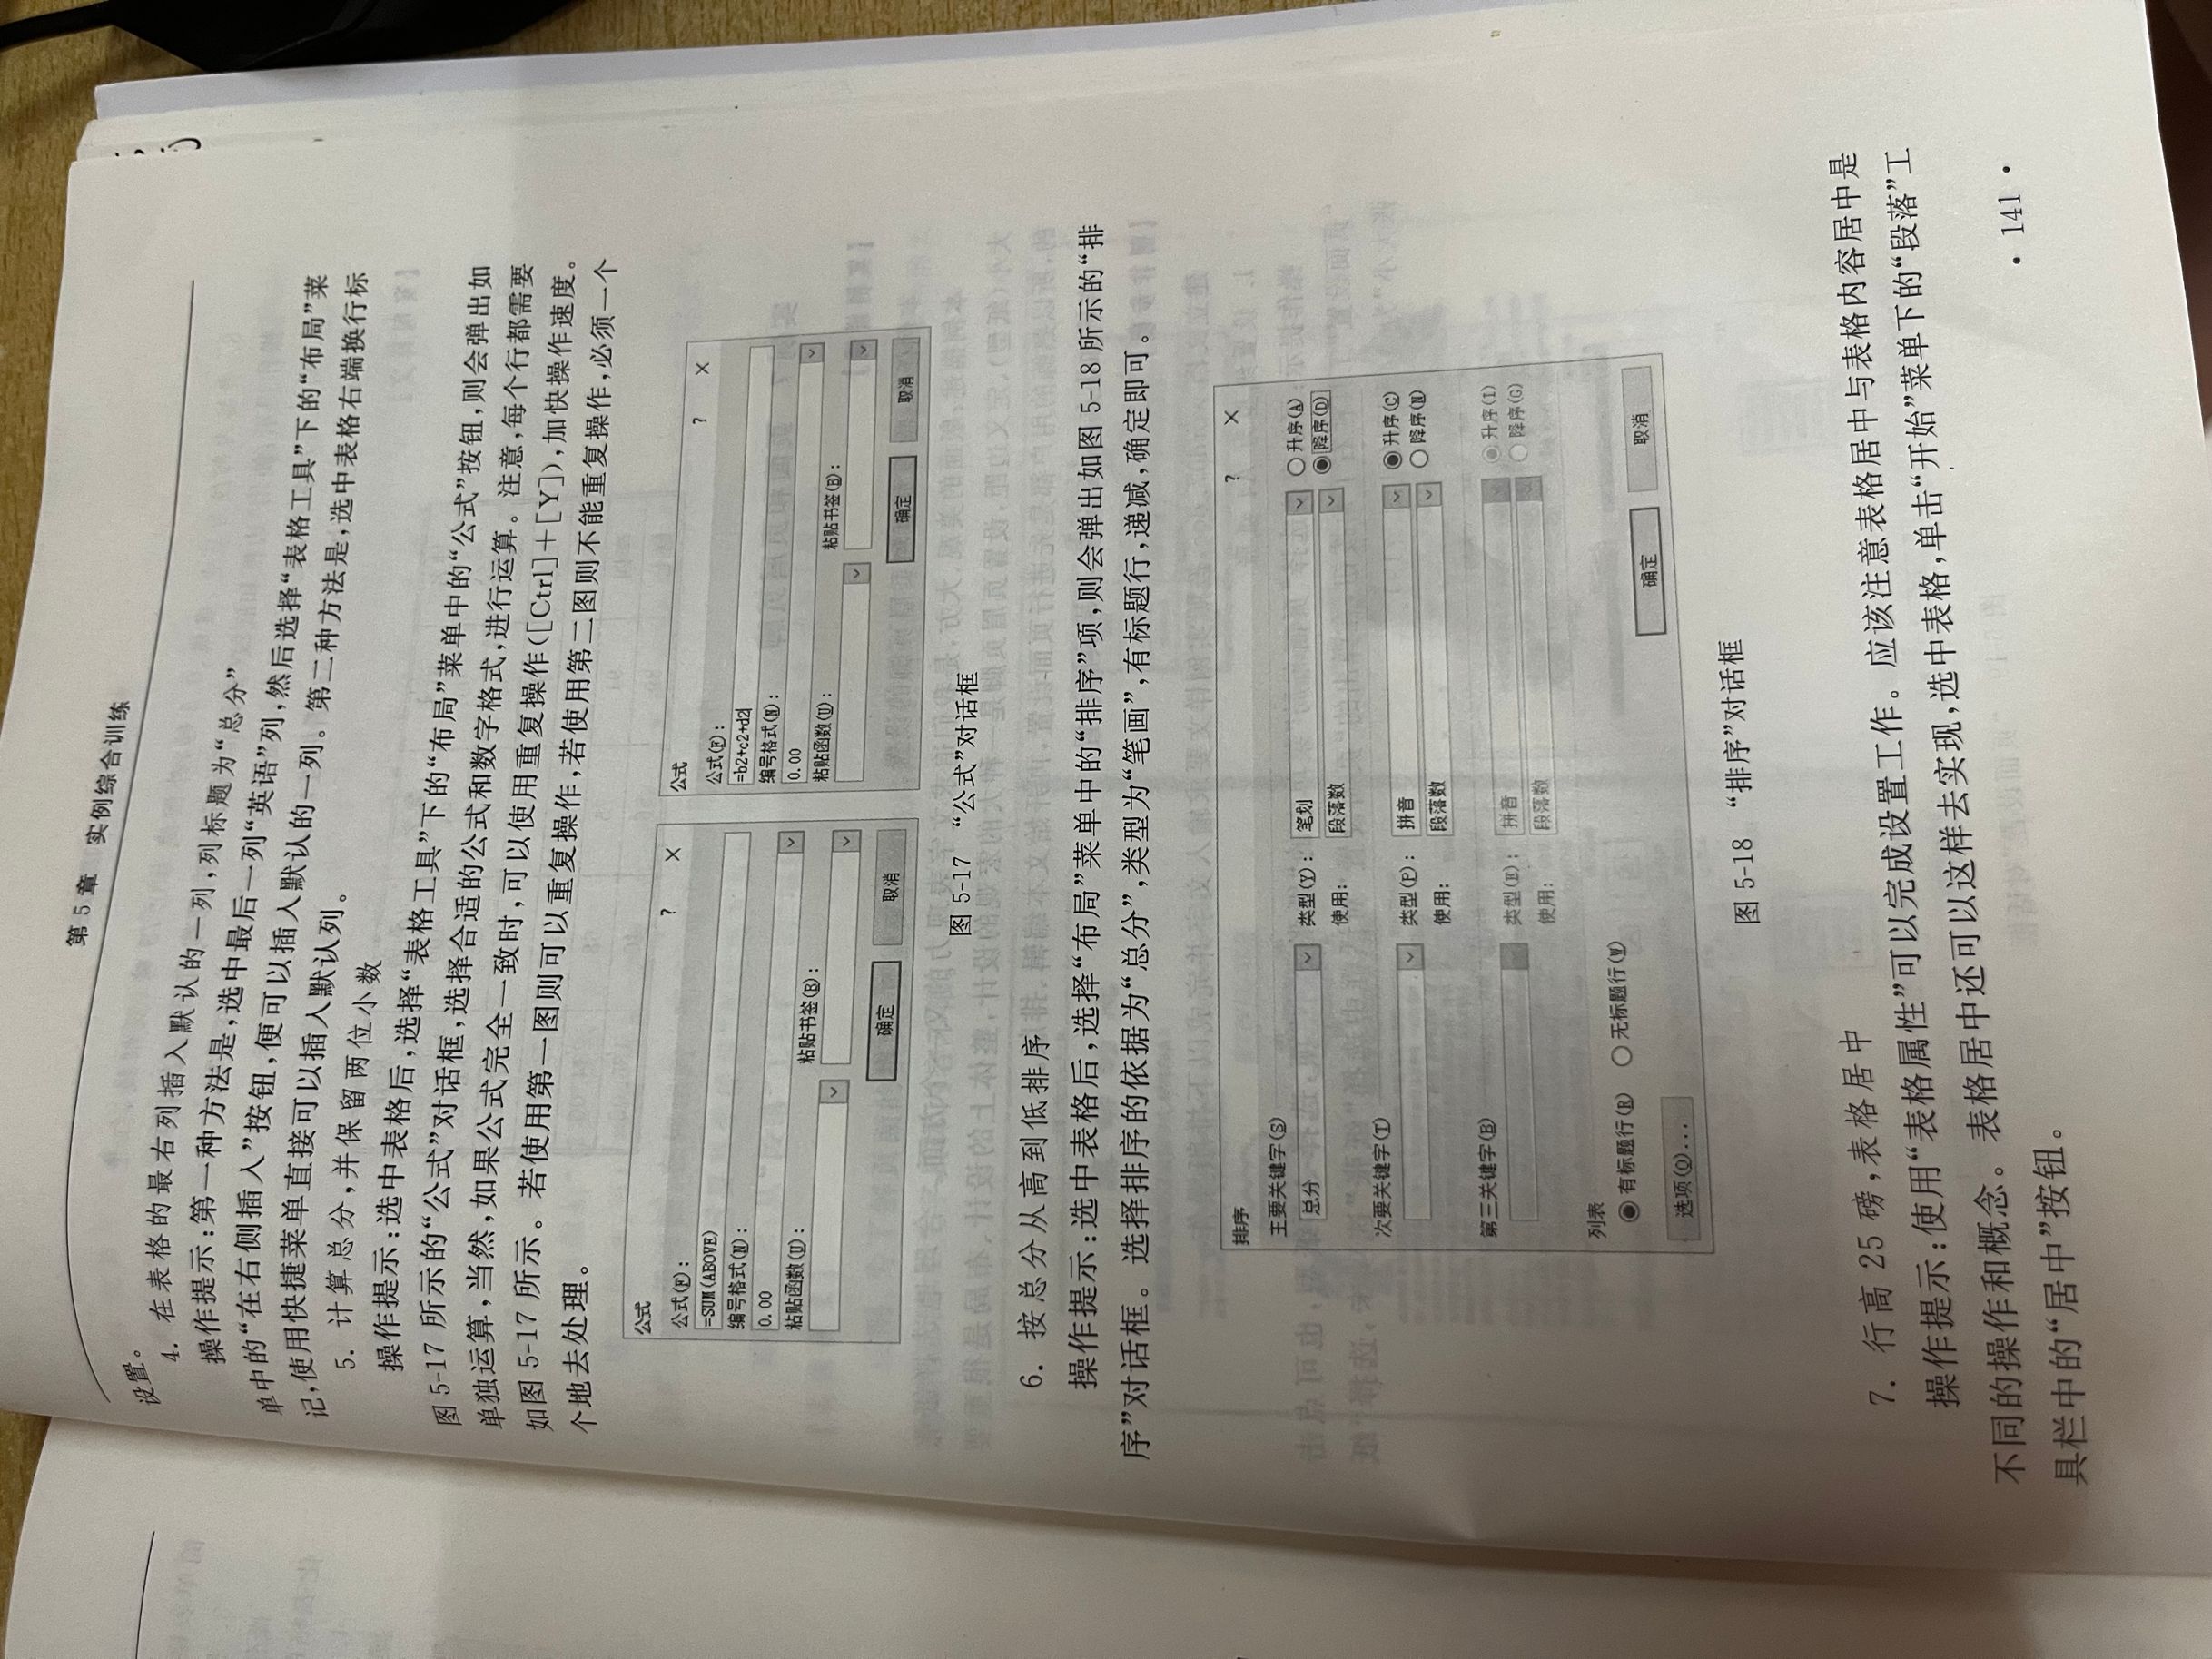 第5章 实例综合训练
设置。
4. 在表格的最右列插入默认的一列,列标题为“总分”
操作提示:第一种方法是,选中最后一列“英语”列,然后选择“表格工具”下的“布局”菜
单中的“在右侧插入”按钮,便可以插入默认的一列。第二种方法是,选中表格右端换行标
记,使用快捷菜单直接可以插入默认列。
5. 计算总分,并保留两位小数
操作提示:选中表格后,选择“表格工具”下的“布局”菜单中的“公式”按钮,则会弹出如
图 5-17 所示的“公式”对话框,选择合适的公式和数字格式,进行运算。注意,每个行都需要
单独运算,当然,如果公式完全一致时,可以使用重复操作([Ctrl]+[Y]),加快操作速度。
如图 5-17 所示。若使用第一图则可以重复操作,若使用第二图则不能重复操作,必须一个
个地去处理。
公式 ? ×
公式(F):
=SUM(ABOVE)
编号格式(N):
0.00
粘贴函数(U): 粘贴书签(B):
确定 取消
公式 ? ×
公式(F):
=b2+c2+d2
编号格式(N):
0.00
粘贴函数(U): 粘贴书签(B):
确定 取消
图 5-17 “公式”对话框
6. 按总分从高到低排序
操作提示:选中表格后,选择“布局”菜单中的“排序”项,则会弹出如图 5-18 所示的“排
序”对话框。选择排序的依据为“总分”,类型为“笔画”,有标题行,递减,确定即可。
排序 ? ×
主要关键字(S)
总分 类型(Y): 笔划 升序(A)
使用: 段落数 降序(D)
次要关键字(T)
类型(P): 拼音 升序(C)
使用: 段落数 降序(N)
第三关键字(B)
类型(E): 拼音 升序(I)
使用: 段落数 降序(G)
列表
有标题行(R) 无标题行(W)
选项(O)... 确定 取消
图 5-18 “排序”对话框
7. 行高 25 磅,表格居中
操作提示:使用“表格属性”可以完成设置工作。应该注意表格居中与表格内容居中是
不同的操作和概念。表格居中还可以这样去实现,选中表格,单击“开始”菜单下的“段落”工
具栏中的“居中”按钮。
• 141 •